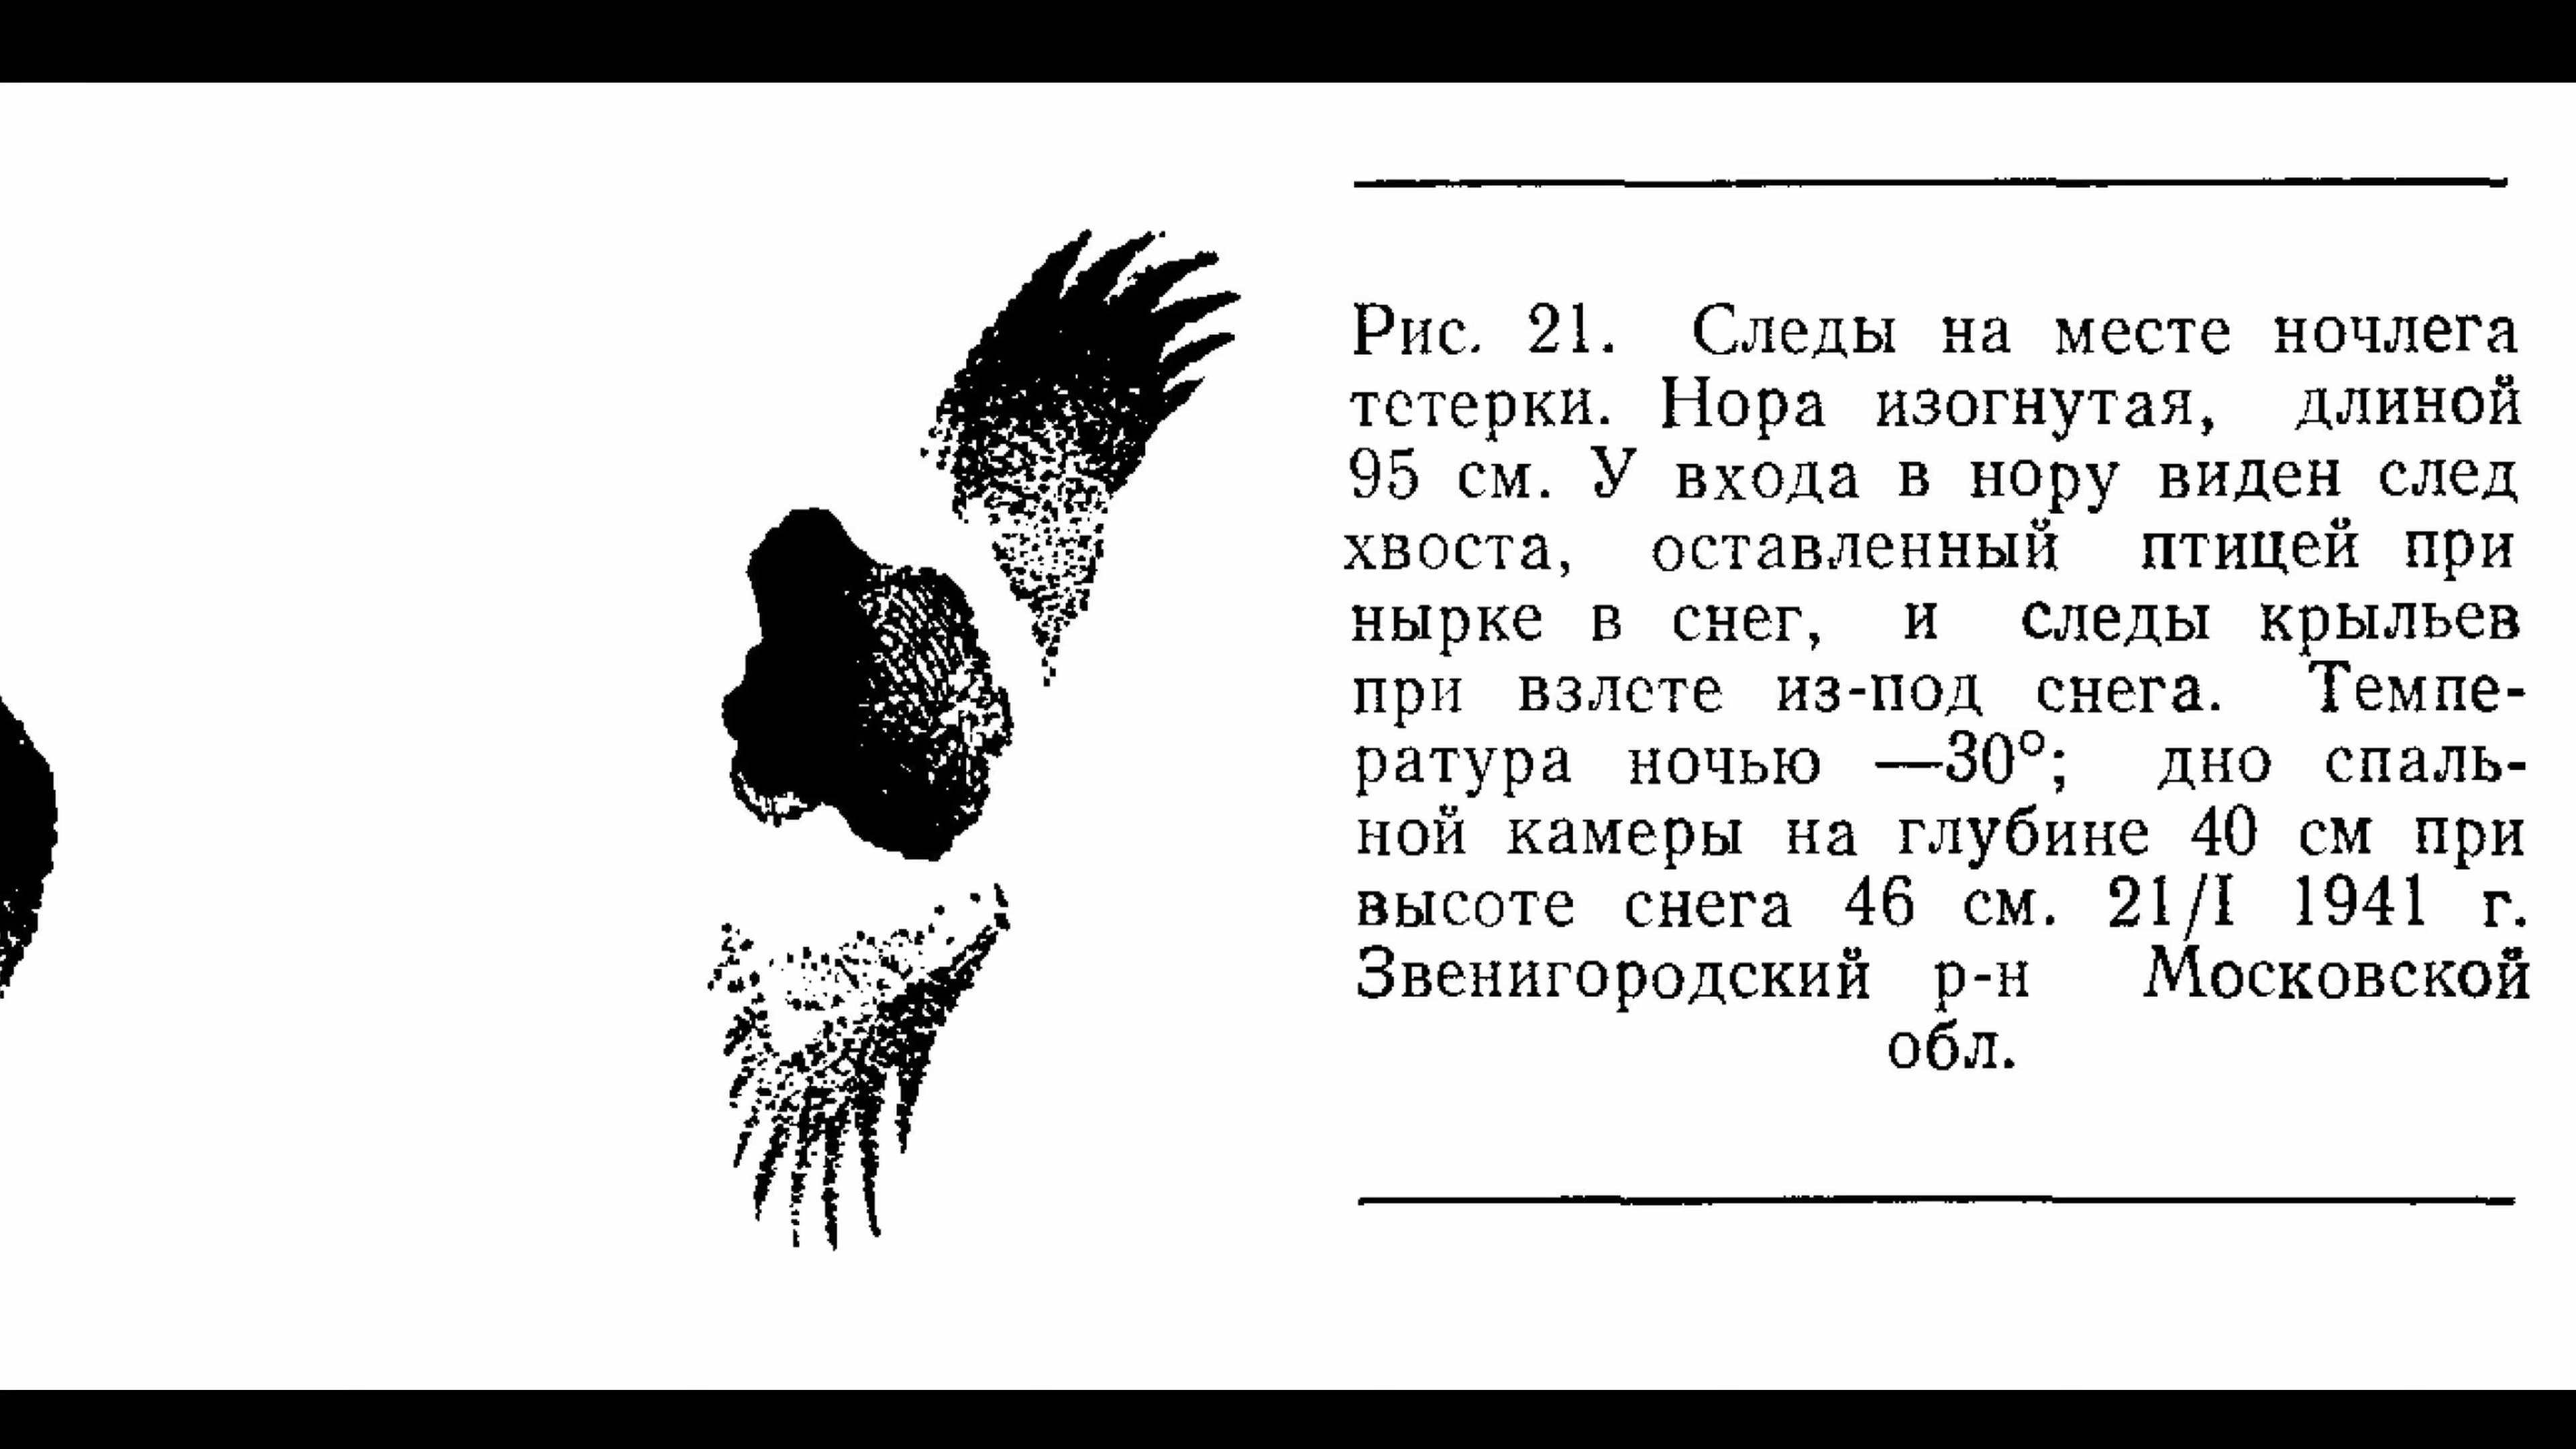 Рис. 21. Следы на месте ночлега
тетерки. Нора изогнутая, длиной
95 см. У входа в нору виден след
хвоста, оставленный птицей при
нырке в снег, и следы крыльев
при взлете из-под снега. Темпе-
ратура ночью —30°; дно спаль-
ной камеры на глубине 40 см при
высоте снега 46 см. 21/I 1941 г.
Звенигородский р-н Московской
обл.